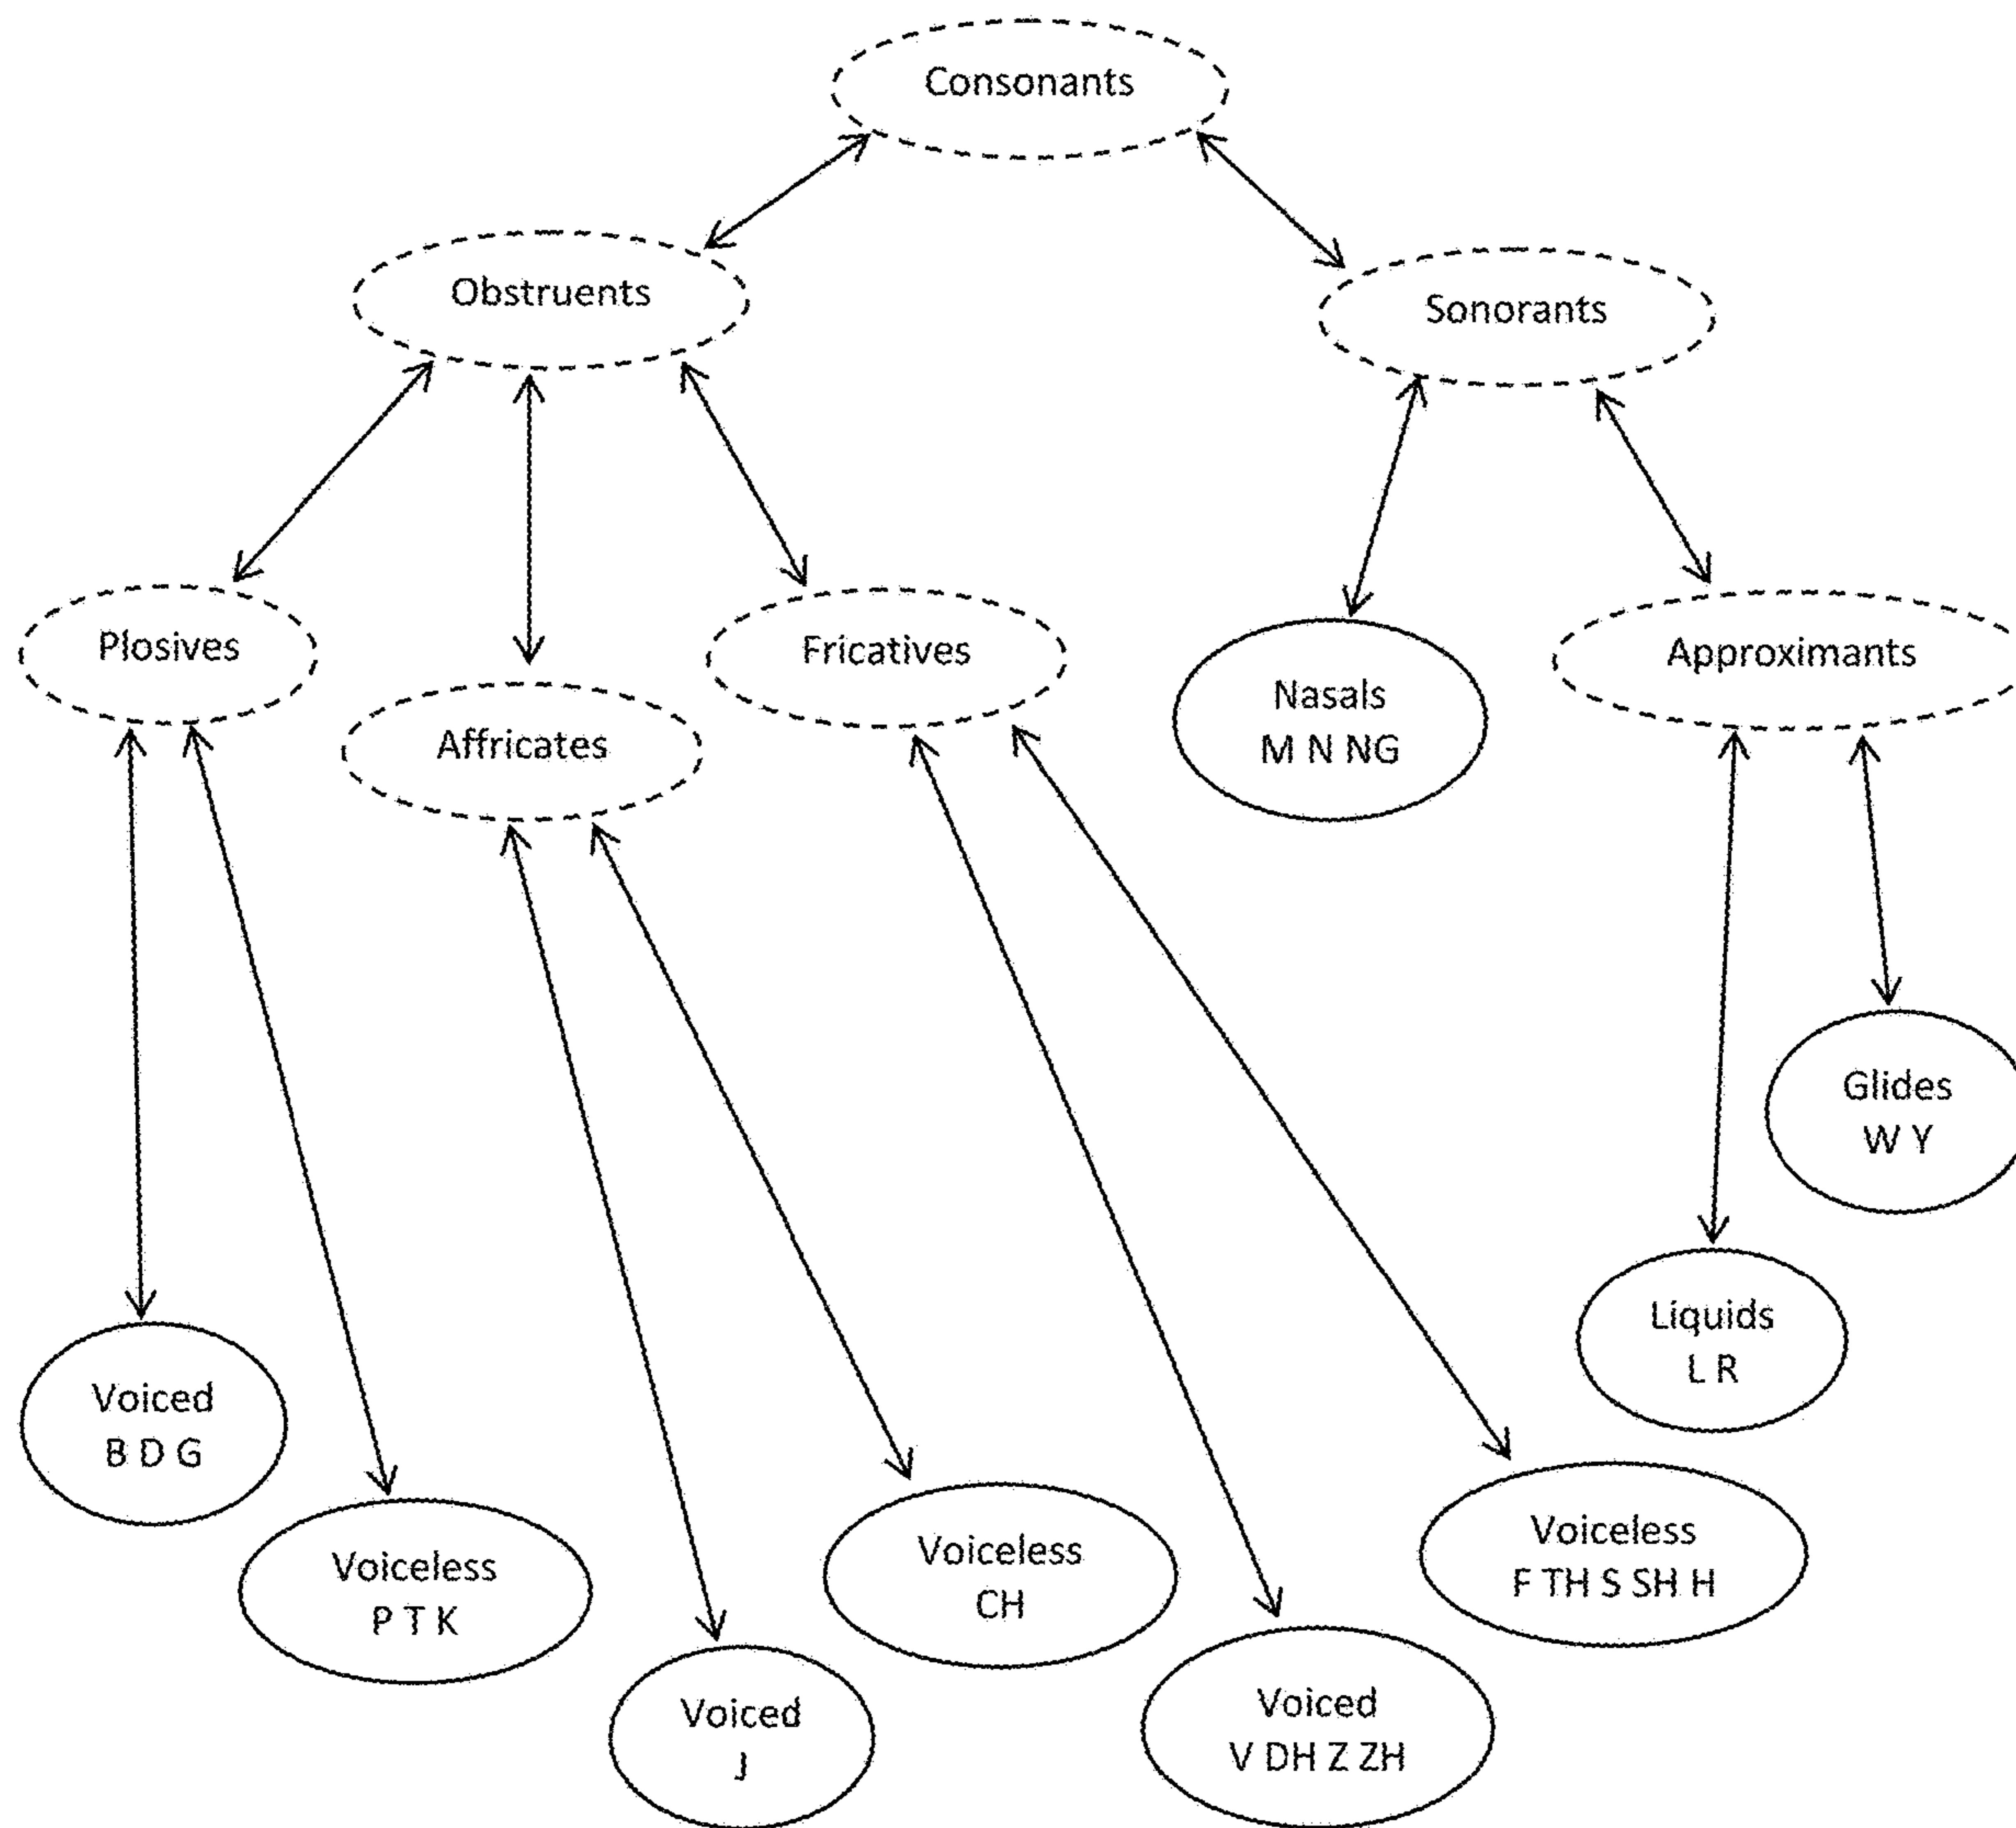 Consonants
Obstruents
Sonorants
Plosives
Affricates
Fricatives
Nasals
M N NG
Approximants
Glides
W Y
Liquids
L R
Voiced
B D G
Voiceless
P T K
Voiced
J
Voiceless
CH
Voiced
V DH Z ZH
Voiceless
F TH S SH H